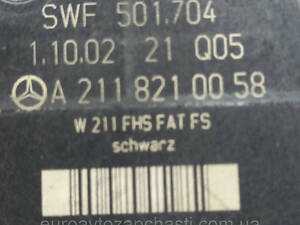 SWF 501.704
1.10.02 21 Q05
A 211 821 00 58
W 211 FHS FAT FS
schwarz
euroavtozapchasti.com.ua